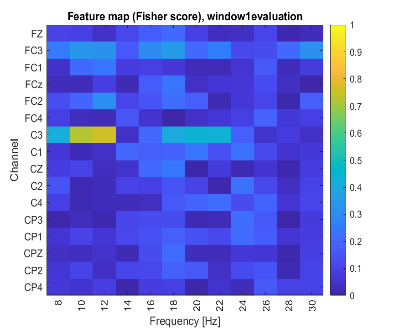 Feature map (Fisher score), window1evaluation
Channel
FZ
FC3
FC1
FCz
FC2
FC4
C3
C1
CZ
C2
C4
CP3
CP1
CPZ
CP2
CP4
8 10 12 14 16 18 20 22 24 26 28 30
Frequency [Hz]
1
0.9
0.8
0.7
0.6
0.5
0.4
0.3
0.2
0.1
0